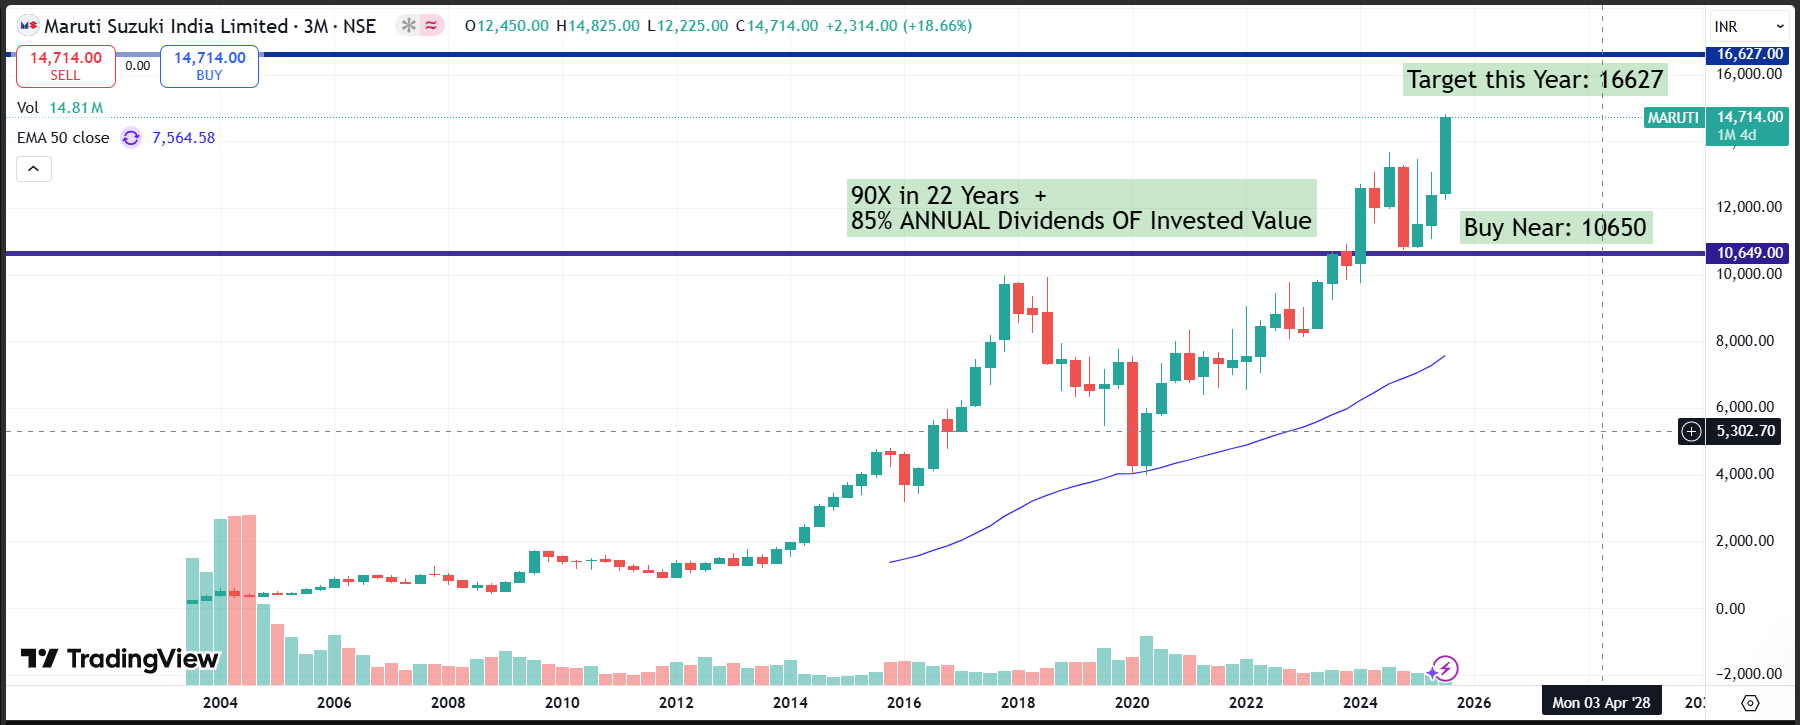 Maruti Suzuki India Limited · 3M · NSE
O12,450.00 H14,825.00 L12,225.00 C14,714.00 +2,314.00 (+18.66%)
INR
16,627.00
14,714.00
SELL
0.00
14,714.00
BUY
16,000.00
Target this Year: 16627
Vol 14.81M
MARUTI
14,714.00
1M 4d
EMA 50 close 7,564.58
90X in 22 Years +
85% ANNUAL Dividends OF Invested Value
12,000.00
Buy Near: 10650
10,649.00
10,000.00
8,000.00
6,000.00
5,302.70
4,000.00
2,000.00
0.00
TradingView
−2,000.00
2004 2006 2008 2010 2012 2014 2016 2018 2020 2022 2024 2026 Mon 03 Apr '28